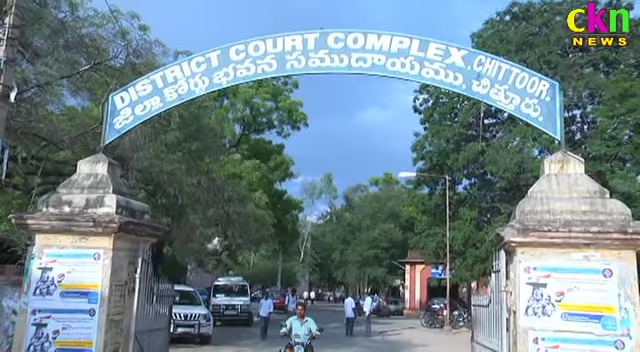 ckn
NEWS
DISTRICT COURT COMPLEX, CHITTOOR.
జిల్లా కోర్టు భవన సముదాయము, చిత్తూరు.